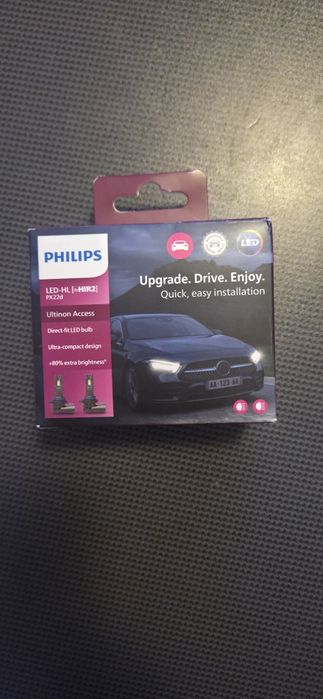 PHILIPS
LED-HL [≈HIR2]
PX22d
Ultinon Access
Direct-fit LED bulb
Ultra-compact design
+80% extra brightness*
LED
Upgrade. Drive. Enjoy.
Quick, easy installation
AA-123-AA